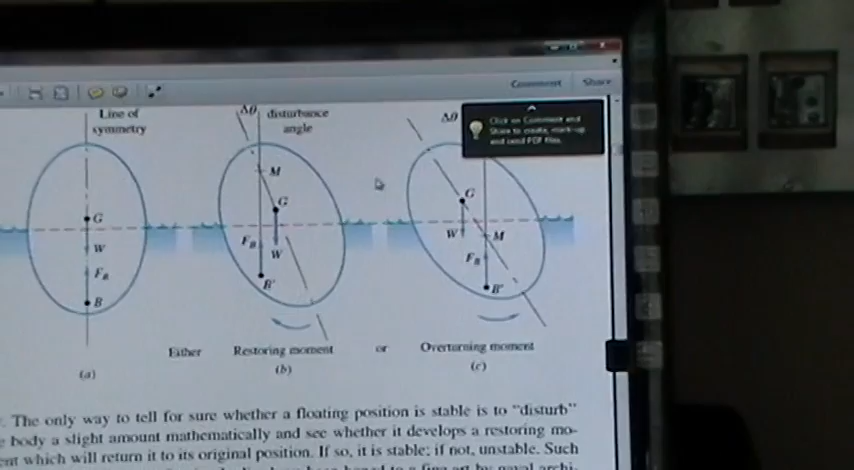 Comment Share
Click on Comment and
Share to create, mark-up
and send PDF files.
Line of
symmetry
Δθ disturbance
angle
Δθ
M
G
G
G
W
F_B
B
F_B
W
B'
W
M
F_B
B'
Either Restoring moment or Overturning moment
(a) (b) (c)
The only way to tell for sure whether a floating position is stable is to "disturb"
body a slight amount mathematically and see whether it develops a restoring mo-
which will return it to its original position. If so, it is stable; if not, unstable. Such